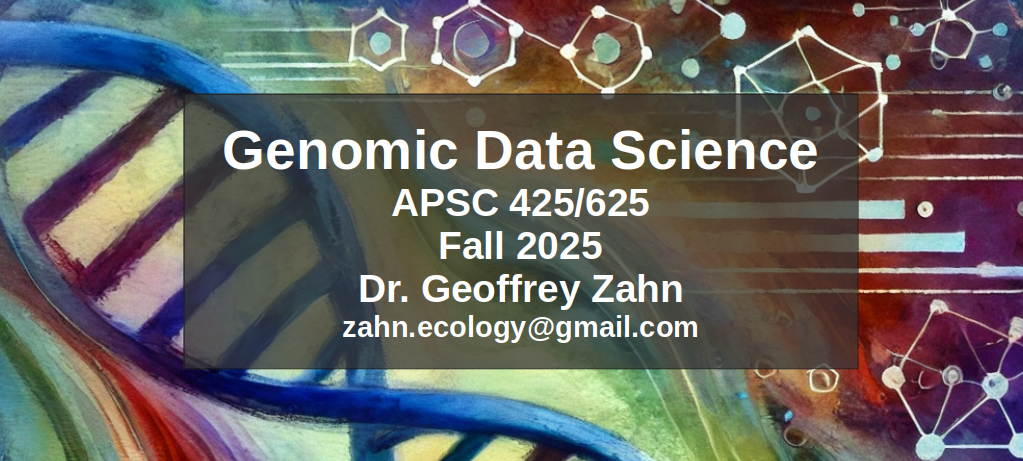 Genomic Data Science
APSC 425/625
Fall 2025
Dr. Geoffrey Zahn
zahn.ecology@gmail.com